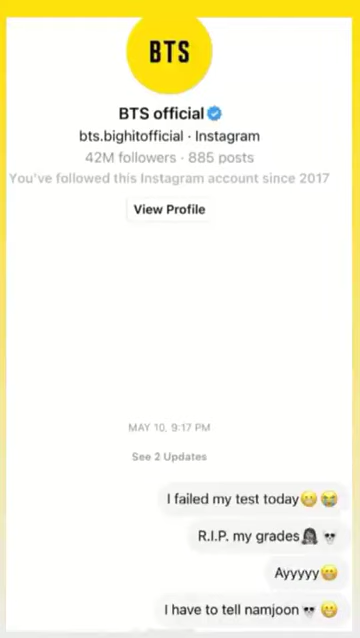 BTS
BTS official
bts.bighitofficial · Instagram
42M followers · 885 posts
You've followed this Instagram account since 2017
View Profile
MAY 10, 9:17 PM
See 2 Updates
I failed my test today😁😭
R.I.P. my grades
Ayyyyy😁
I have to tell namjoon 💀😁